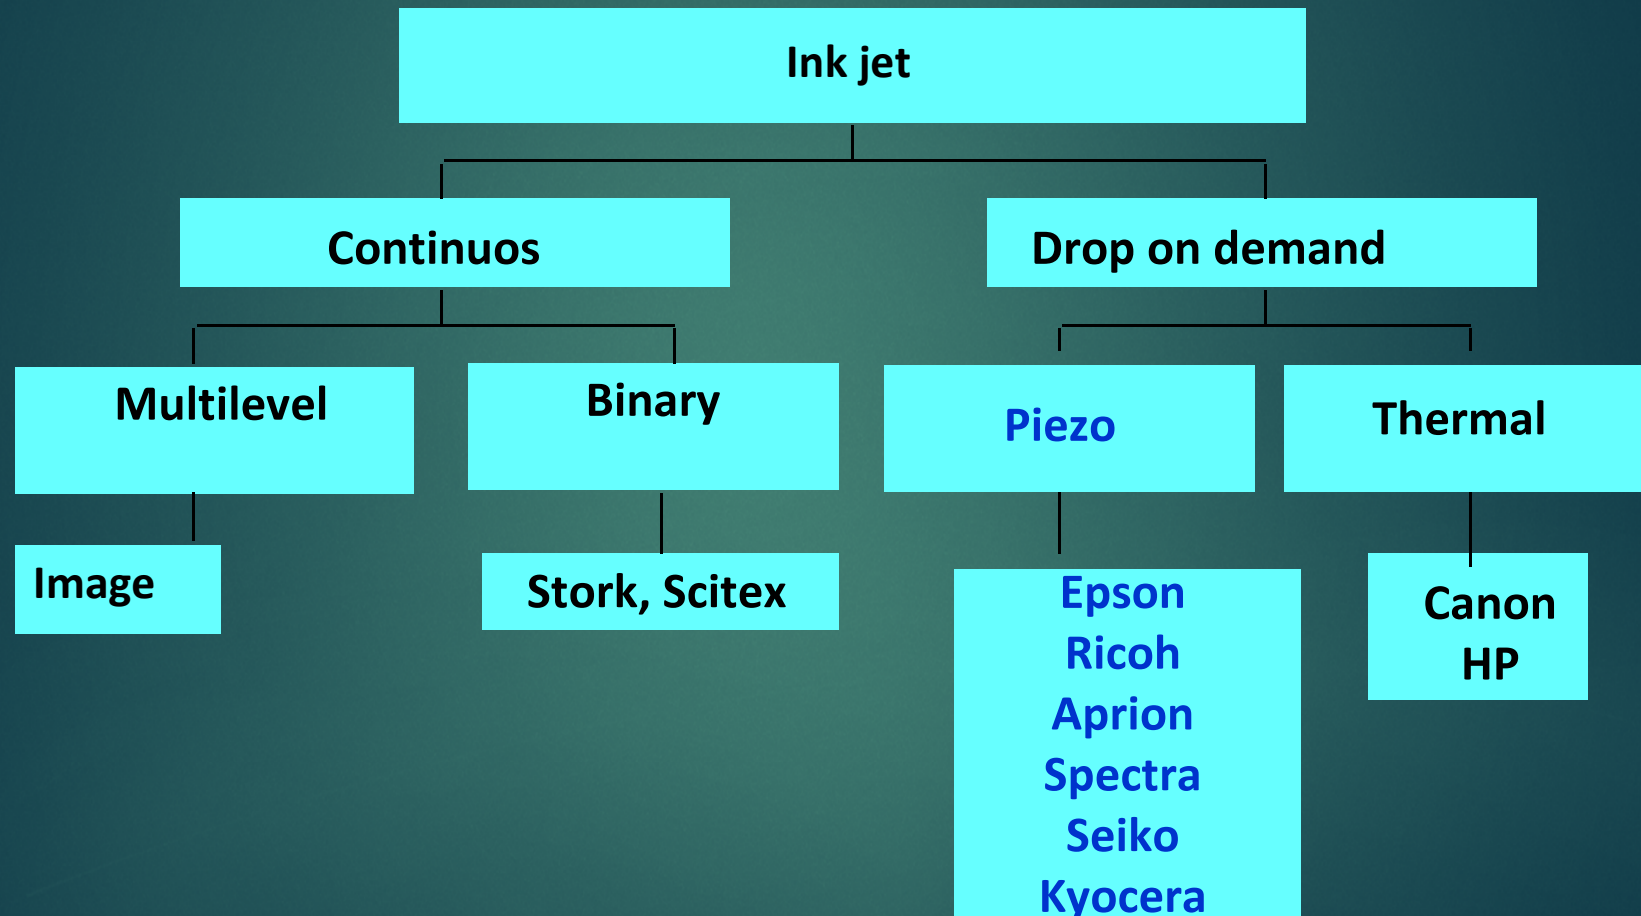 Ink jet
Continuos
Drop on demand
Multilevel
Binary
Piezo
Thermal
Image
Stork, Scitex
Epson
Ricoh
Aprion
Spectra
Seiko
Kyocera
Canon
HP